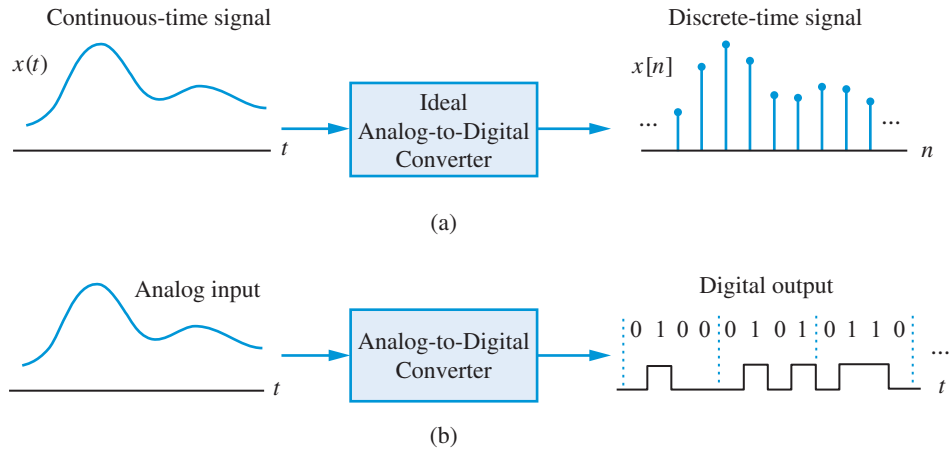 Continuous-time signal
Discrete-time signal
x(t)
x[n]
Ideal
Analog-to-Digital
Converter
...
...
t
n
(a)
Analog input
Digital output
Analog-to-Digital
Converter
0 1 0 0 0 1 0 1 0 1 1 0
...
t
t
(b)